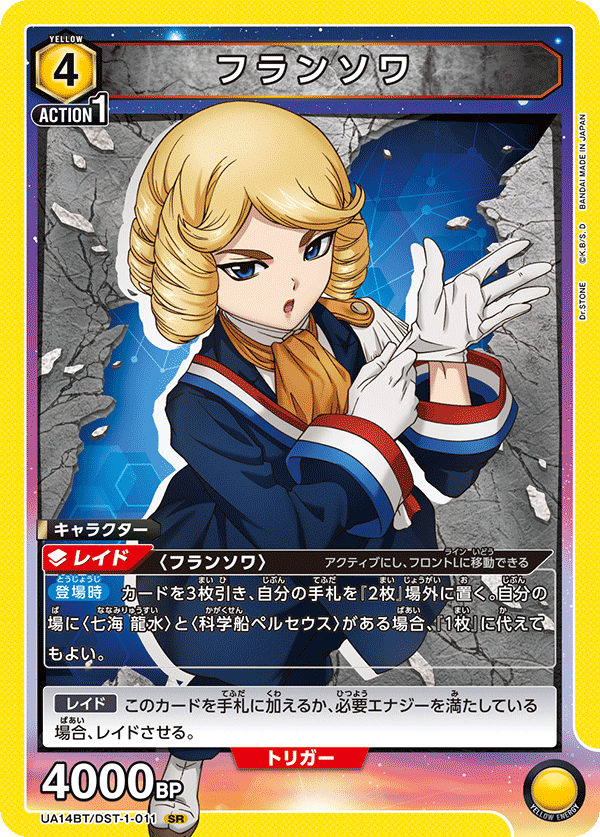 YELLOW
4
フランソワ
ACTION 1
Dr.STONE ©K.B/S, D BANDAI MADE IN JAPAN
キャラクター
レイド 〈フランソワ〉 アクティブにし、フロントLに移動できる
登場時 カードを3枚引き、自分の手札を『2枚』場外に置く。自分の
場に〈七海 龍水〉と〈科学船ペルセウス〉がある場合、『1枚』に代えて
もよい。
レイド このカードを手札に加えるか、必要エナジーを満たしている
場合、レイドさせる。
トリガー
4000BP
UA14BT/DST-1-011 SR
YELLOW ENERGY